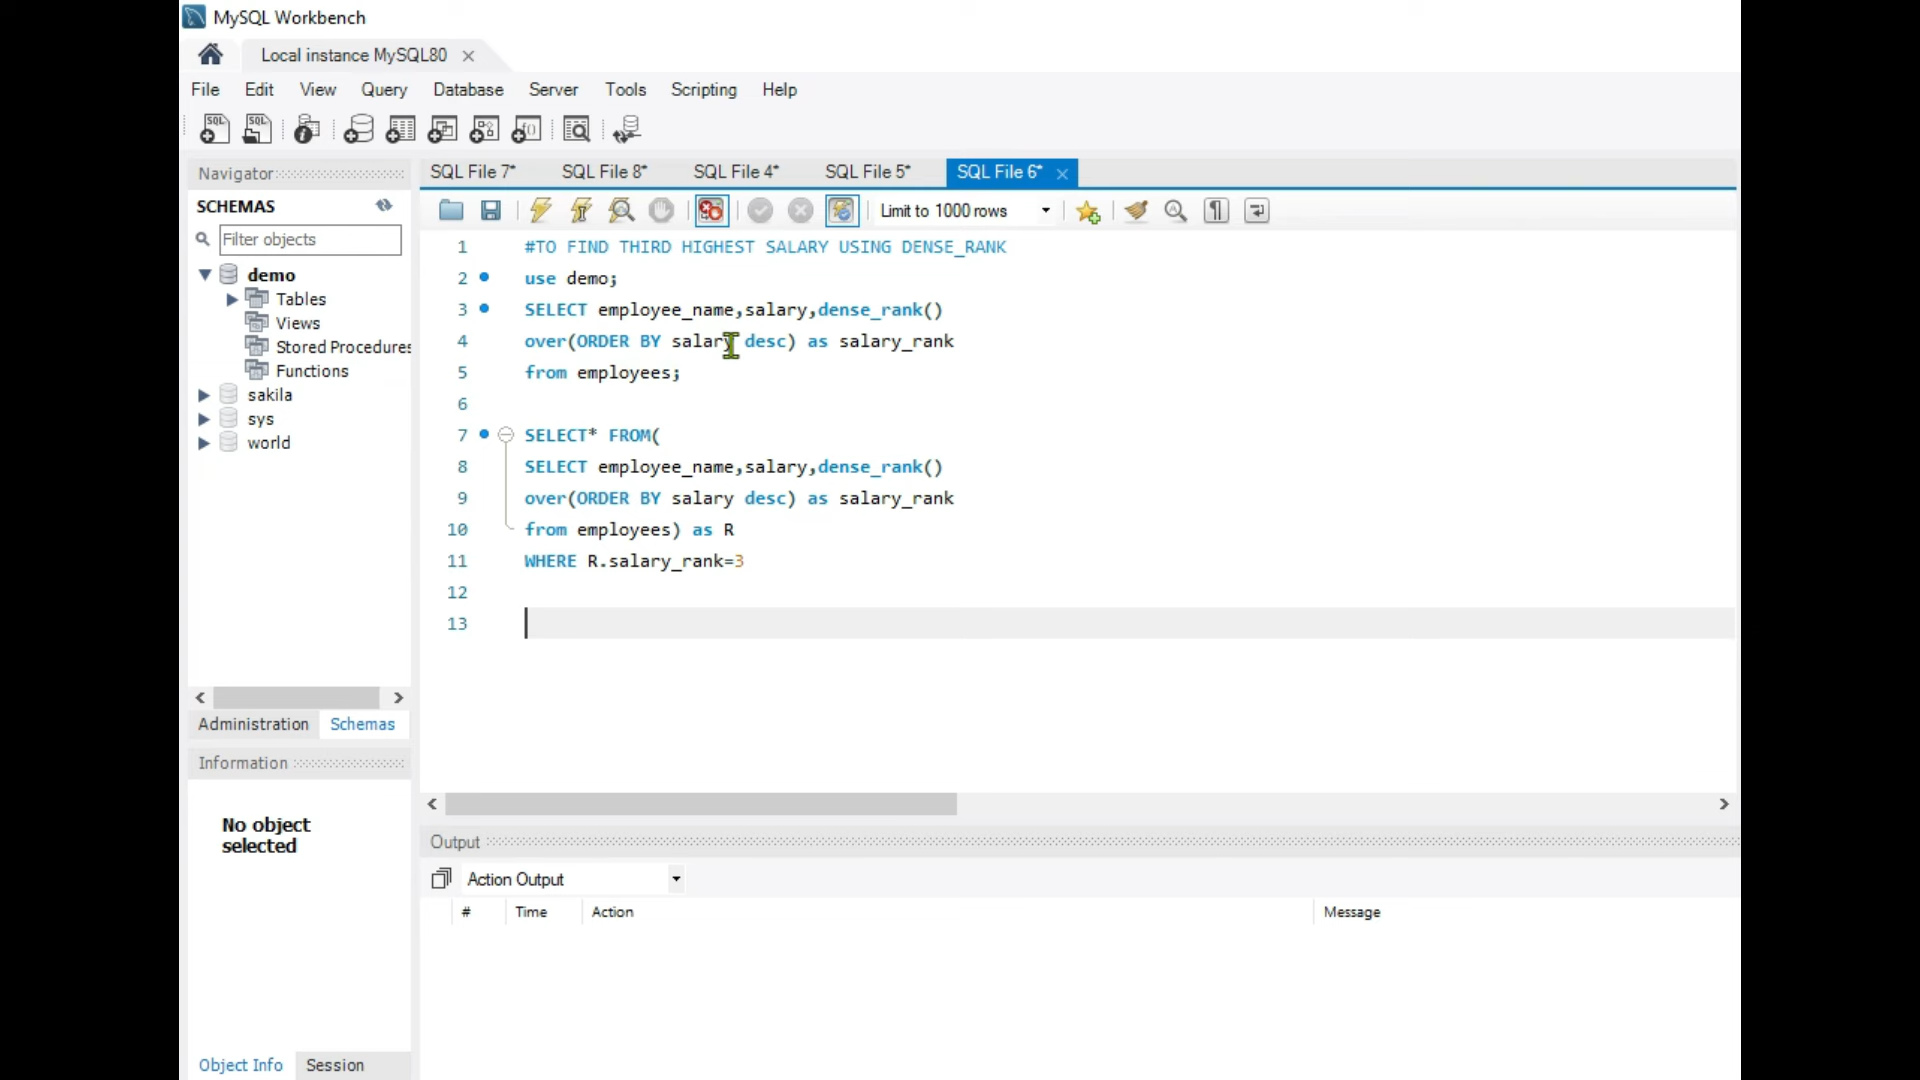 MySQL Workbench
Local instance MySQL80
File Edit View Query Database Server Tools Scripting Help
Navigator
SCHEMAS
Filter objects
demo
Tables
Views
Stored Procedures
Functions
sakila
sys
world
Administration Schemas
Information
No object
selected
Object Info Session
SQL File 7* SQL File 8* SQL File 4* SQL File 5* SQL File 6*
Limit to 1000 rows
1 #TO FIND THIRD HIGHEST SALARY USING DENSE_RANK
2 use demo;
3 SELECT employee_name,salary,dense_rank()
4 over(ORDER BY salary desc) as salary_rank
5 from employees;
6
7 SELECT* FROM(
8 SELECT employee_name,salary,dense_rank()
9 over(ORDER BY salary desc) as salary_rank
10 from employees) as R
11 WHERE R.salary_rank=3
12
13
Output
Action Output
# Time Action Message